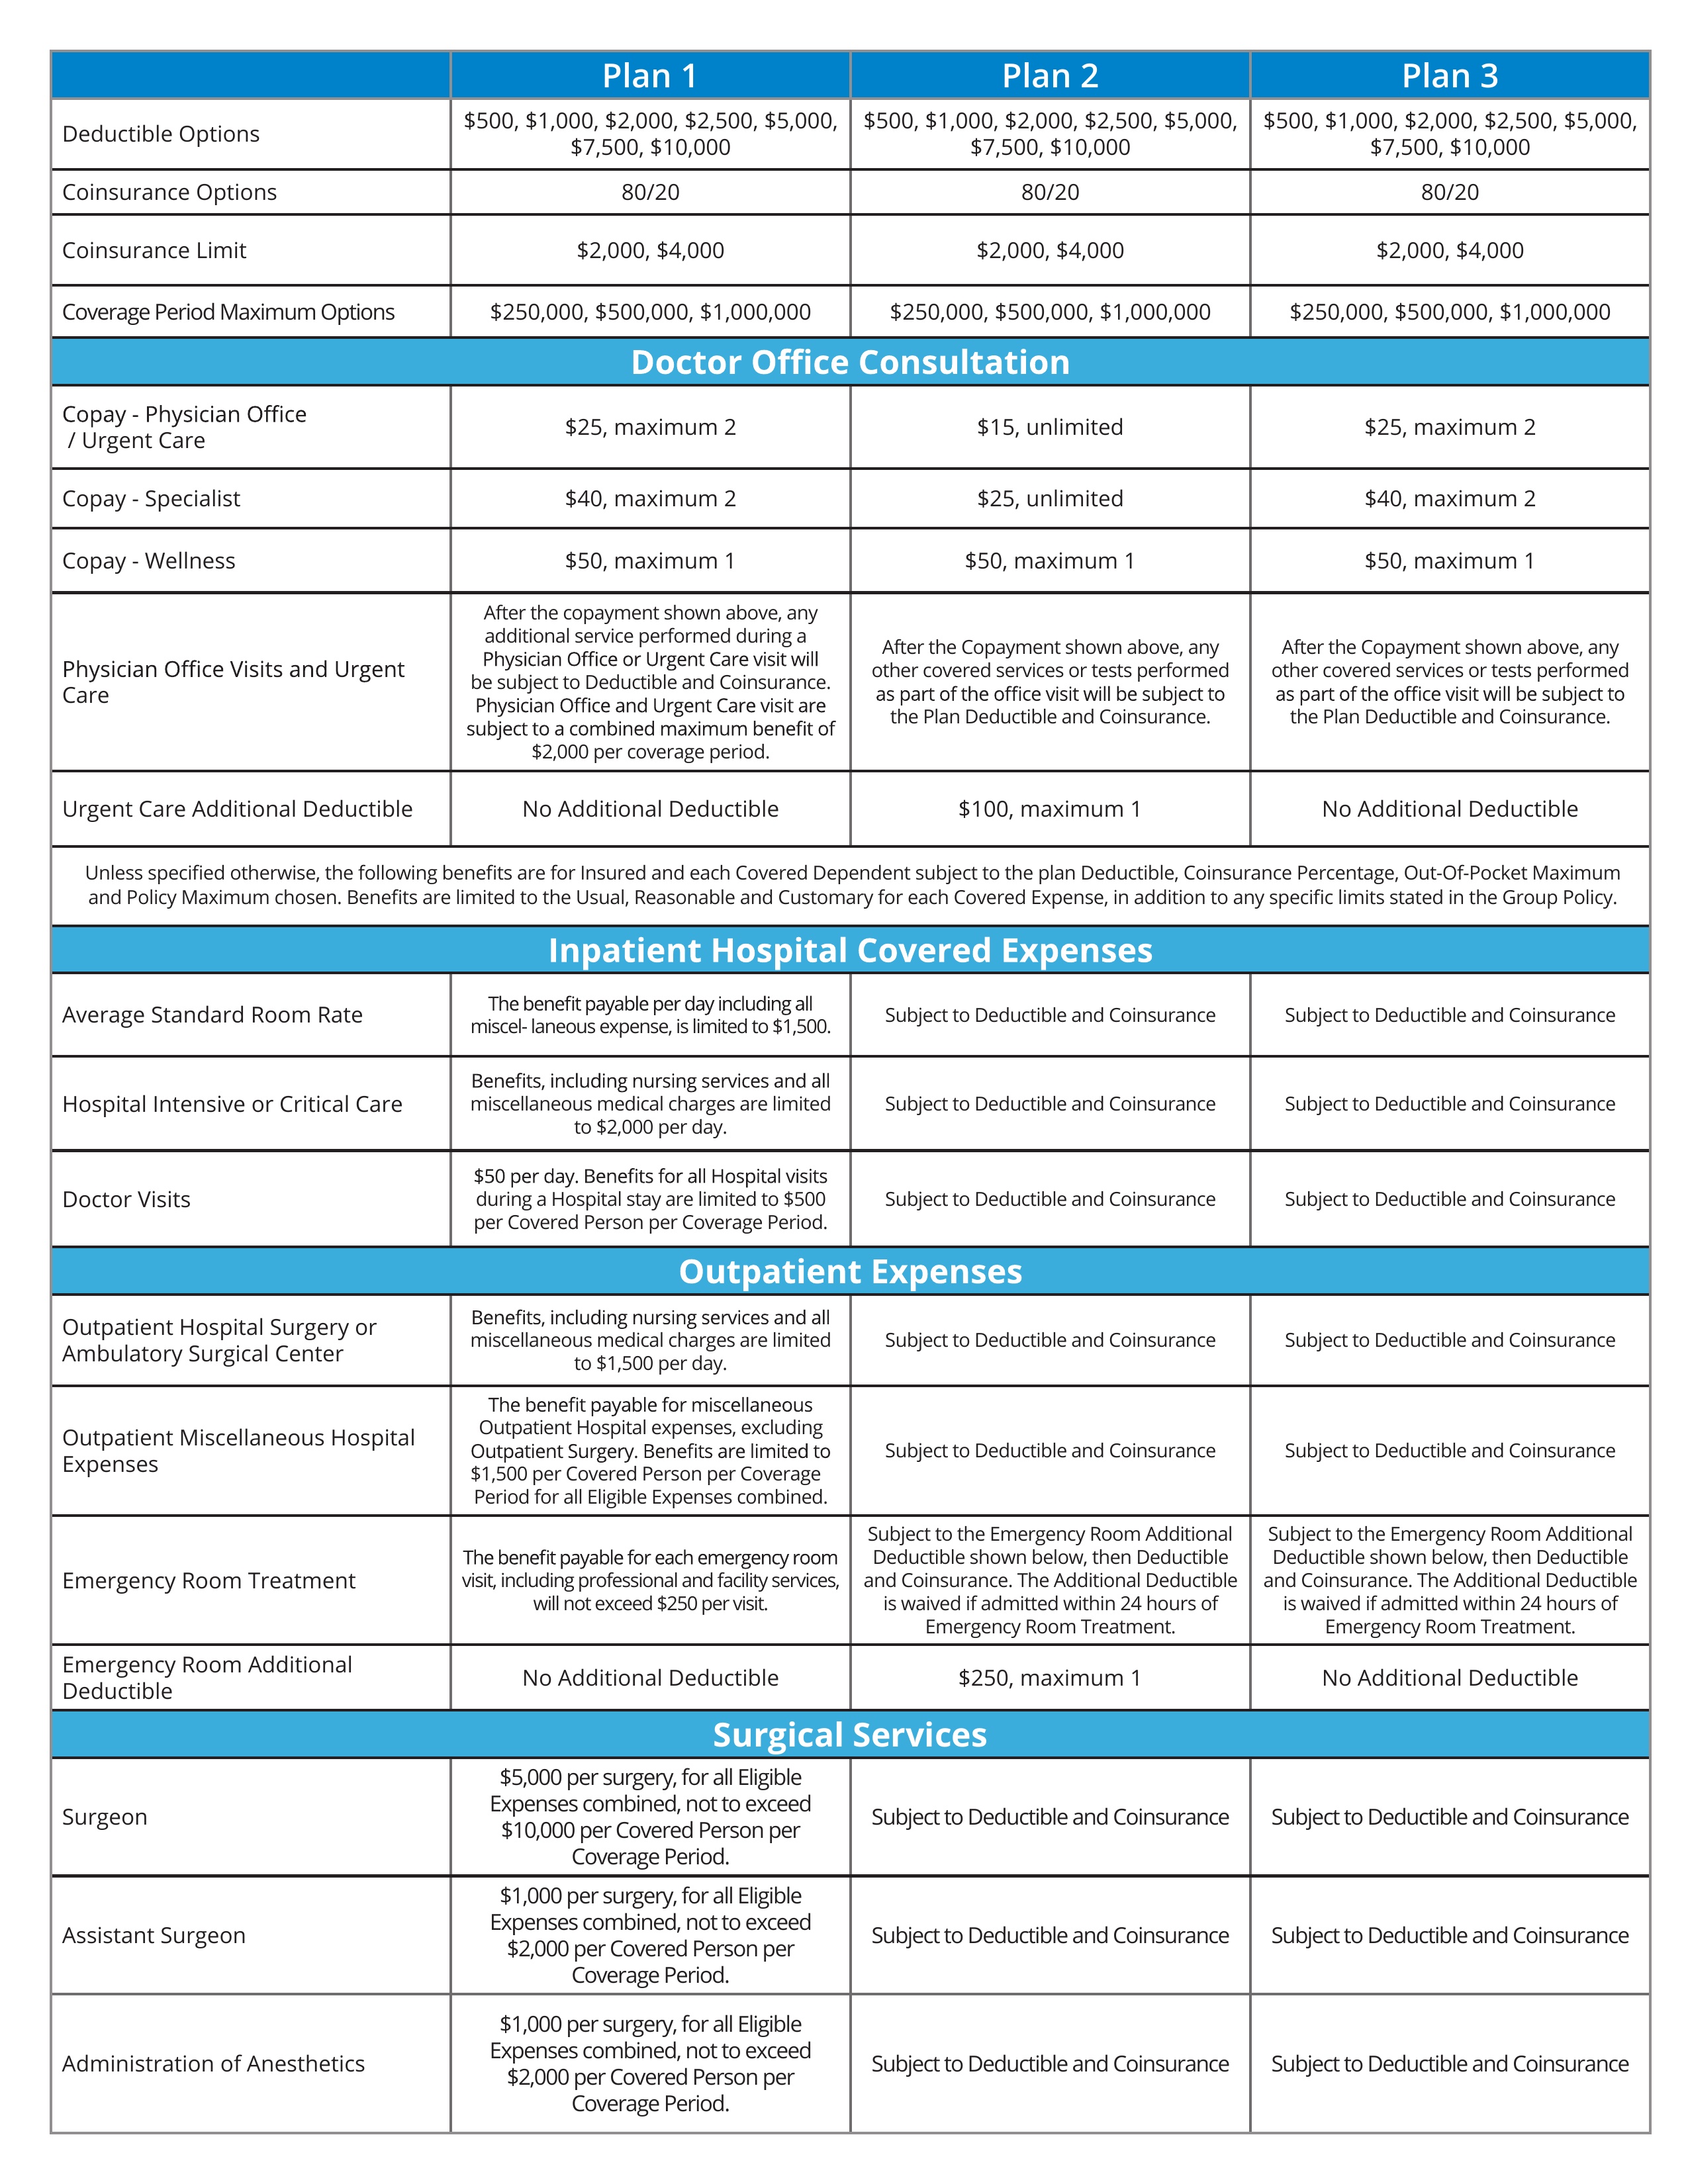 Plan 1 Plan 2 Plan 3
Deductible Options
$500, $1,000, $2,000, $2,500, $5,000,
$7,500, $10,000
$500, $1,000, $2,000, $2,500, $5,000,
$7,500, $10,000
$500, $1,000, $2,000, $2,500, $5,000,
$7,500, $10,000
Coinsurance Options 80/20 80/20 80/20
Coinsurance Limit $2,000, $4,000 $2,000, $4,000 $2,000, $4,000
Coverage Period Maximum Options $250,000, $500,000, $1,000,000 $250,000, $500,000, $1,000,000 $250,000, $500,000, $1,000,000
Doctor Office Consultation
Copay - Physician Office
/ Urgent Care
$25, maximum 2 $15, unlimited $25, maximum 2
Copay - Specialist $40, maximum 2 $25, unlimited $40, maximum 2
Copay - Wellness $50, maximum 1 $50, maximum 1 $50, maximum 1
Physician Office Visits and Urgent
Care
After the copayment shown above, any
additional service performed during a
Physician Office or Urgent Care visit will
be subject to Deductible and Coinsurance.
Physician Office and Urgent Care visit are
subject to a combined maximum benefit of
$2,000 per coverage period.
After the Copayment shown above, any
other covered services or tests performed
as part of the office visit will be subject to
the Plan Deductible and Coinsurance.
After the Copayment shown above, any
other covered services or tests performed
as part of the office visit will be subject to
the Plan Deductible and Coinsurance.
Urgent Care Additional Deductible No Additional Deductible $100, maximum 1 No Additional Deductible
Unless specified otherwise, the following benefits are for Insured and each Covered Dependent subject to the plan Deductible, Coinsurance Percentage, Out-Of-Pocket Maximum
and Policy Maximum chosen. Benefits are limited to the Usual, Reasonable and Customary for each Covered Expense, in addition to any specific limits stated in the Group Policy.
Inpatient Hospital Covered Expenses
Average Standard Room Rate
The benefit payable per day including all
miscel- laneous expense, is limited to $1,500.
Subject to Deductible and Coinsurance
Subject to Deductible and Coinsurance
Hospital Intensive or Critical Care
Benefits, including nursing services and all
miscellaneous medical charges are limited
to $2,000 per day.
Subject to Deductible and Coinsurance
Subject to Deductible and Coinsurance
Doctor Visits
$50 per day. Benefits for all Hospital visits
during a Hospital stay are limited to $500
per Covered Person per Coverage Period.
Subject to Deductible and Coinsurance
Subject to Deductible and Coinsurance
Outpatient Expenses
Outpatient Hospital Surgery or
Ambulatory Surgical Center
Benefits, including nursing services and all
miscellaneous medical charges are limited
to $1,500 per day.
Subject to Deductible and Coinsurance
Subject to Deductible and Coinsurance
Outpatient Miscellaneous Hospital
Expenses
The benefit payable for miscellaneous
Outpatient Hospital expenses, excluding
Outpatient Surgery. Benefits are limited to
$1,500 per Covered Person per Coverage
Period for all Eligible Expenses combined.
Subject to Deductible and Coinsurance
Subject to Deductible and Coinsurance
Emergency Room Treatment
The benefit payable for each emergency room
visit, including professional and facility services,
will not exceed $250 per visit.
Subject to the Emergency Room Additional
Deductible shown below, then Deductible
and Coinsurance. The Additional Deductible
is waived if admitted within 24 hours of
Emergency Room Treatment.
Subject to the Emergency Room Additional
Deductible shown below, then Deductible
and Coinsurance. The Additional Deductible
is waived if admitted within 24 hours of
Emergency Room Treatment.
Emergency Room Additional
Deductible
No Additional Deductible $250, maximum 1 No Additional Deductible
Surgical Services
Surgeon
$5,000 per surgery, for all Eligible
Expenses combined, not to exceed
$10,000 per Covered Person per
Coverage Period.
Subject to Deductible and Coinsurance
Subject to Deductible and Coinsurance
Assistant Surgeon
$1,000 per surgery, for all Eligible
Expenses combined, not to exceed
$2,000 per Covered Person per
Coverage Period.
Subject to Deductible and Coinsurance
Subject to Deductible and Coinsurance
Administration of Anesthetics
$1,000 per surgery, for all Eligible
Expenses combined, not to exceed
$2,000 per Covered Person per
Coverage Period.
Subject to Deductible and Coinsurance
Subject to Deductible and Coinsurance